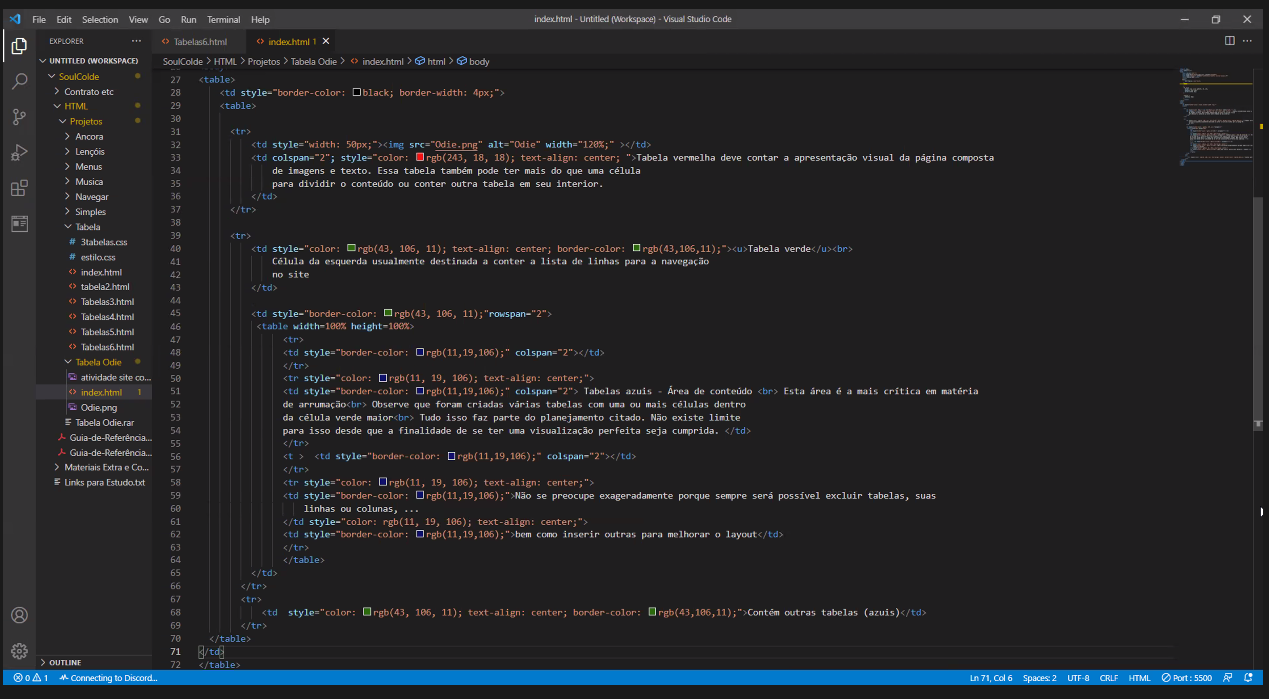 File Edit Selection View Go Run Terminal Help
index.html - Untitled (Workspace) - Visual Studio Code
EXPLORER ···
Tabelas6.html
index.html 1 ×
UNTITLED (WORKSPACE)
SoulColde
Contrato etc
HTML
Projetos
Ancora
Lençóis
Menus
Musica
Navegar
Simples
Tabela
# 3tabelas.css
# estilo.css
<> index.html
<> tabela2.html
<> Tabelas3.html
<> Tabelas4.html
<> Tabelas5.html
<> Tabelas6.html
Tabela Odie
atividade site co...
<> index.html 1
Odie.png
Tabela Odie.rar
Guia-de-Referência...
Guia-de-Referência...
Materiais Extra e Co...
Links para Estudo.txt
OUTLINE
SoulColde > HTML > Projetos > Tabela Odie > <> index.html > html > body
27 <table>
28 <td style="border-color: black; border-width: 4px;">
29 <table>
30
31 <tr>
32 <td style="width: 50px;"><img src="Odie.png" alt="Odie" width="120%;" ></td>
33 <td colspan="2"; style="color: rgb(243, 18, 18); text-align: center; ">Tabela vermelha deve contar a apresentação visual da página composta
34 de imagens e texto. Essa tabela também pode ter mais do que uma célula
35 para dividir o conteúdo ou conter outra tabela em seu interior.
36 </td>
37 </tr>
38
39 <tr>
40 <td style="color: rgb(43, 106, 11); text-align: center; border-color: rgb(43,106,11);"><u>Tabela verde</u><br>
41 Célula da esquerda usualmente destinada a conter a lista de linhas para a navegação
42 no site
43 </td>
44
45 <td style="border-color: rgb(43, 106, 11);"rowspan="2">
46 <table width=100% height=100%>
47 <tr>
48 <td style="border-color: rgb(11,19,106);" colspan="2"></td>
49 </tr>
50 <tr style="color: rgb(11, 19, 106); text-align: center;">
51 <td style="border-color: rgb(11,19,106);" colspan="2"> Tabelas azuis - Área de conteúdo <br> Esta área é a mais crítica em matéria
52 de arrumação<br> Observe que foram criadas várias tabelas com uma ou mais células dentro
53 da célula verde maior<br> Tudo isso faz parte do planejamento citado. Não existe limite
54 para isso desde que a finalidade de se ter uma visualização perfeita seja cumprida. </td>
55 </tr>
56 <t > <td style="border-color: rgb(11,19,106);" colspan="2"></td>
57 </tr>
58 <tr style="color: rgb(11, 19, 106); text-align: center;">
59 <td style="border-color: rgb(11,19,106);">Não se preocupe exageradamente porque sempre será possível excluir tabelas, suas
60 linhas ou colunas, ...
61 </td style="color: rgb(11, 19, 106); text-align: center;">
62 <td style="border-color: rgb(11,19,106);">bem como inserir outras para melhorar o layout</td>
63 </tr>
64 </table>
65 </td>
66 </tr>
67 <tr>
68 <td  style="color: rgb(43, 106, 11); text-align: center; border-color: rgb(43,106,11);">Contém outras tabelas (azuis)</td>
69 </tr>
70 </table>
71 </td>
72 </table>
0 1 Connecting to Discord...
Ln 71, Col 6 Spaces: 2 UTF-8 CRLF HTML Port : 5500